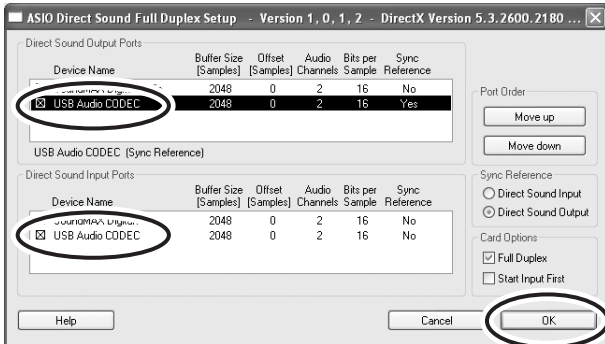 ASIO Direct Sound Full Duplex Setup - Version 1, 0, 1, 2 - DirectX Version 5.3.2600.2180 ...
Direct Sound Output Ports
Device Name Buffer Size [Samples] Offset [Samples] Audio Channels Bits per Sample Sync Reference
2048 0 2 16 No
USB Audio CODEC 2048 0 2 16 Yes
USB Audio CODEC (Sync Reference)
Direct Sound Input Ports
Device Name Buffer Size [Samples] Offset [Samples] Audio Channels Bits per Sample Sync Reference
SoundMAX Digital 2048 0 2 16 No
USB Audio CODEC 2048 0 2 16 No
Port Order
Move up
Move down
Sync Reference
Direct Sound Input
Direct Sound Output
Card Options
Full Duplex
Start Input First
Help
Cancel
OK